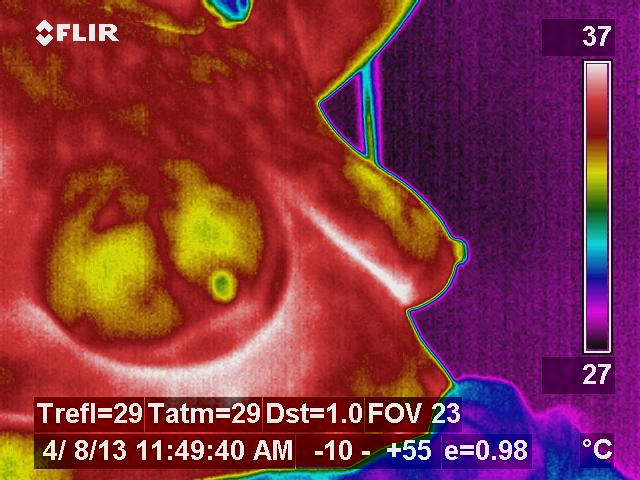 FLIR
37
27
Trefl=29 Tatm=29 Dst=1.0 FOV 23
4/ 8/13 11:49:40 AM -10 - +55 e=0.98 °C